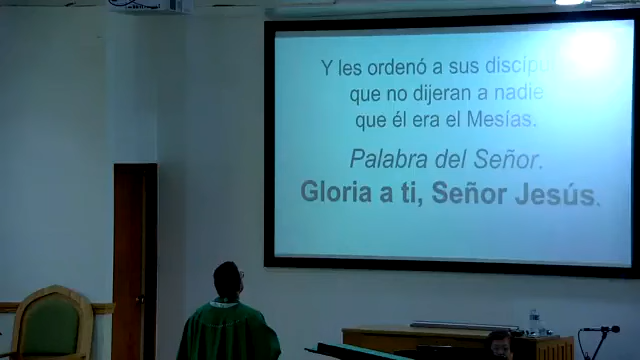 Y les ordenó a sus
que no dijeran a nadie
que él era el Mesías.
Palabra del Señor.
Gloria a ti, Señor Jesús.